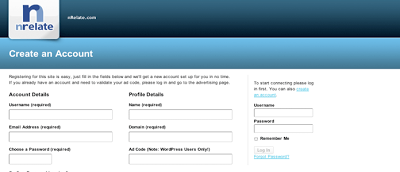 n
nrelate
nRelate.com
Create an Account
Registering for this site is easy, just fill in the fields below and we'll get a new account set up for you in no time.
If you already have an account and need to validate your ad code, please log in and go to the advertising page.
Account Details
Username (required)
Email Address (required)
Choose a Password (required)
Profile Details
Name (required)
Domain (required)
Ad Code (Note: WordPress Users Only!)
To start connecting please log
in first. You can also create
an account.
Username
Password
Remember Me
Log In
Forgot Password?